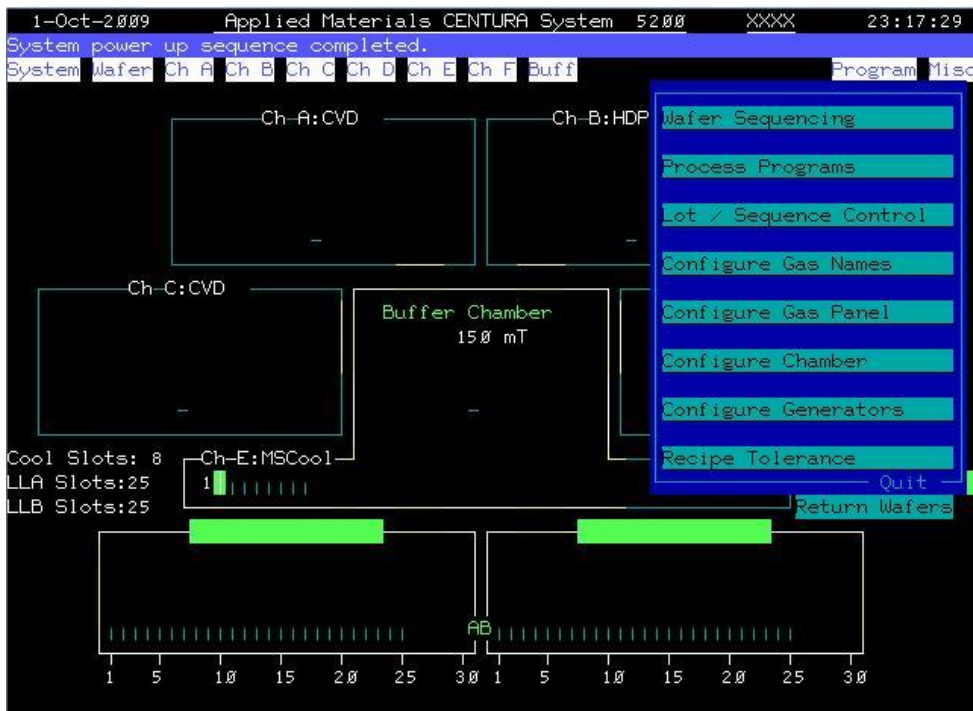 1-Oct-2009 Applied Materials CENTURA System 5200 XXXX 23:17:29
System power up sequence completed.
System Wafer Ch A Ch B Ch C Ch D Ch E Ch F Buff Program Misc
Ch-A:CVD Ch-B:HDP
Wafer Sequencing
Process Programs
Lot / Sequence Control
Configure Gas Names
Configure Gas Panel
Configure Chamber
Configure Generators
Recipe Tolerance
Quit
Ch-C:CVD
Buffer Chamber
150 mT
Cool Slots: 8 Ch-E:MSCool
LLA Slots:25 1
LLB Slots:25 Return Wafers
AB
1 5 10 15 20 25 30 1 5 10 15 20 25 30